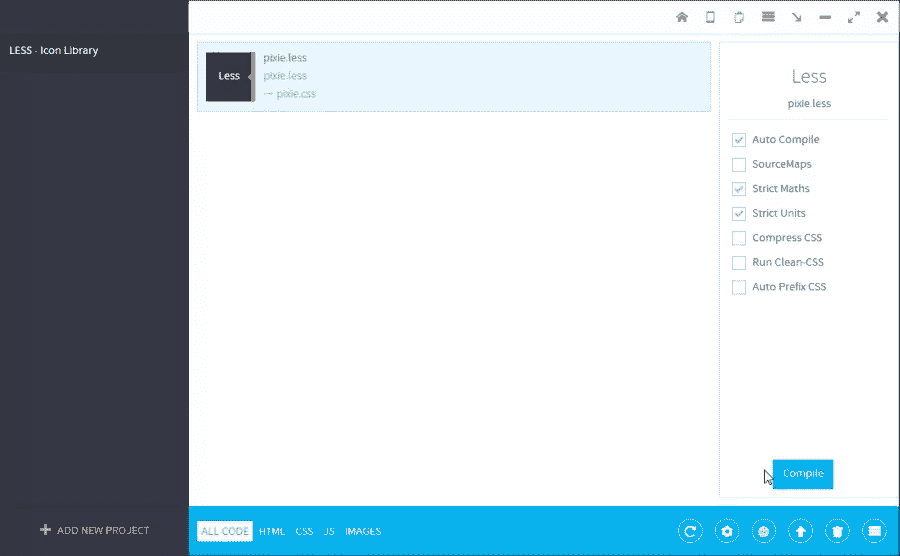 LESS - Icon Library
Less
pixie.less
pixie.less
→ pixie.css
Less
pixie.less
Auto Compile
SourceMaps
Strict Maths
Strict Units
Compress CSS
Run Clean-CSS
Auto Prefix CSS
Compile
ADD NEW PROJECT
ALL CODE HTML CSS JS IMAGES